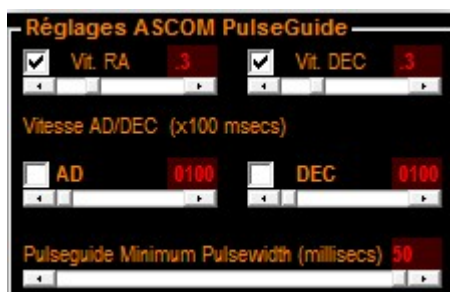 Réglages ASCOM PulseGuide
Vit. RA .3 Vit. DEC .3
Vitesse AD/DEC (x100 msecs)
AD 0100 DEC 0100
Pulseguide Minimum Pulsewidth (millisecs) 50